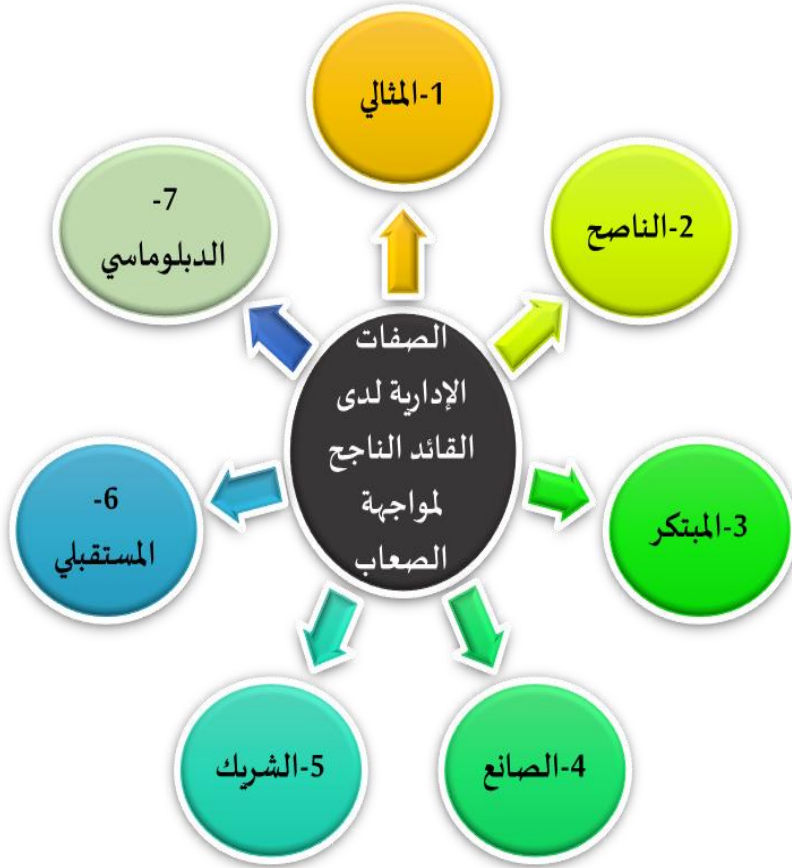 الصفات
الإدارية لدى
القائد الناجح
لمواجهة
الصعاب
1-المثالي
2-الناصح
3-المبتكر
4-الصانع
5-الشريك
6-
المستقبلي
7-
الدبلوماسي